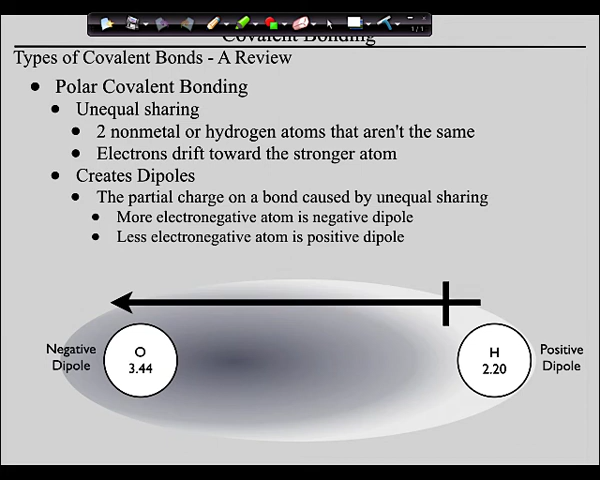 1/1
Covalent Bonding
Types of Covalent Bonds - A Review
Polar Covalent Bonding
Unequal sharing
2 nonmetal or hydrogen atoms that aren't the same
Electrons drift toward the stronger atom
Creates Dipoles
The partial charge on a bond caused by unequal sharing
More electronegative atom is negative dipole
Less electronegative atom is positive dipole
Negative
Dipole
O
3.44
H
2.20
Positive
Dipole